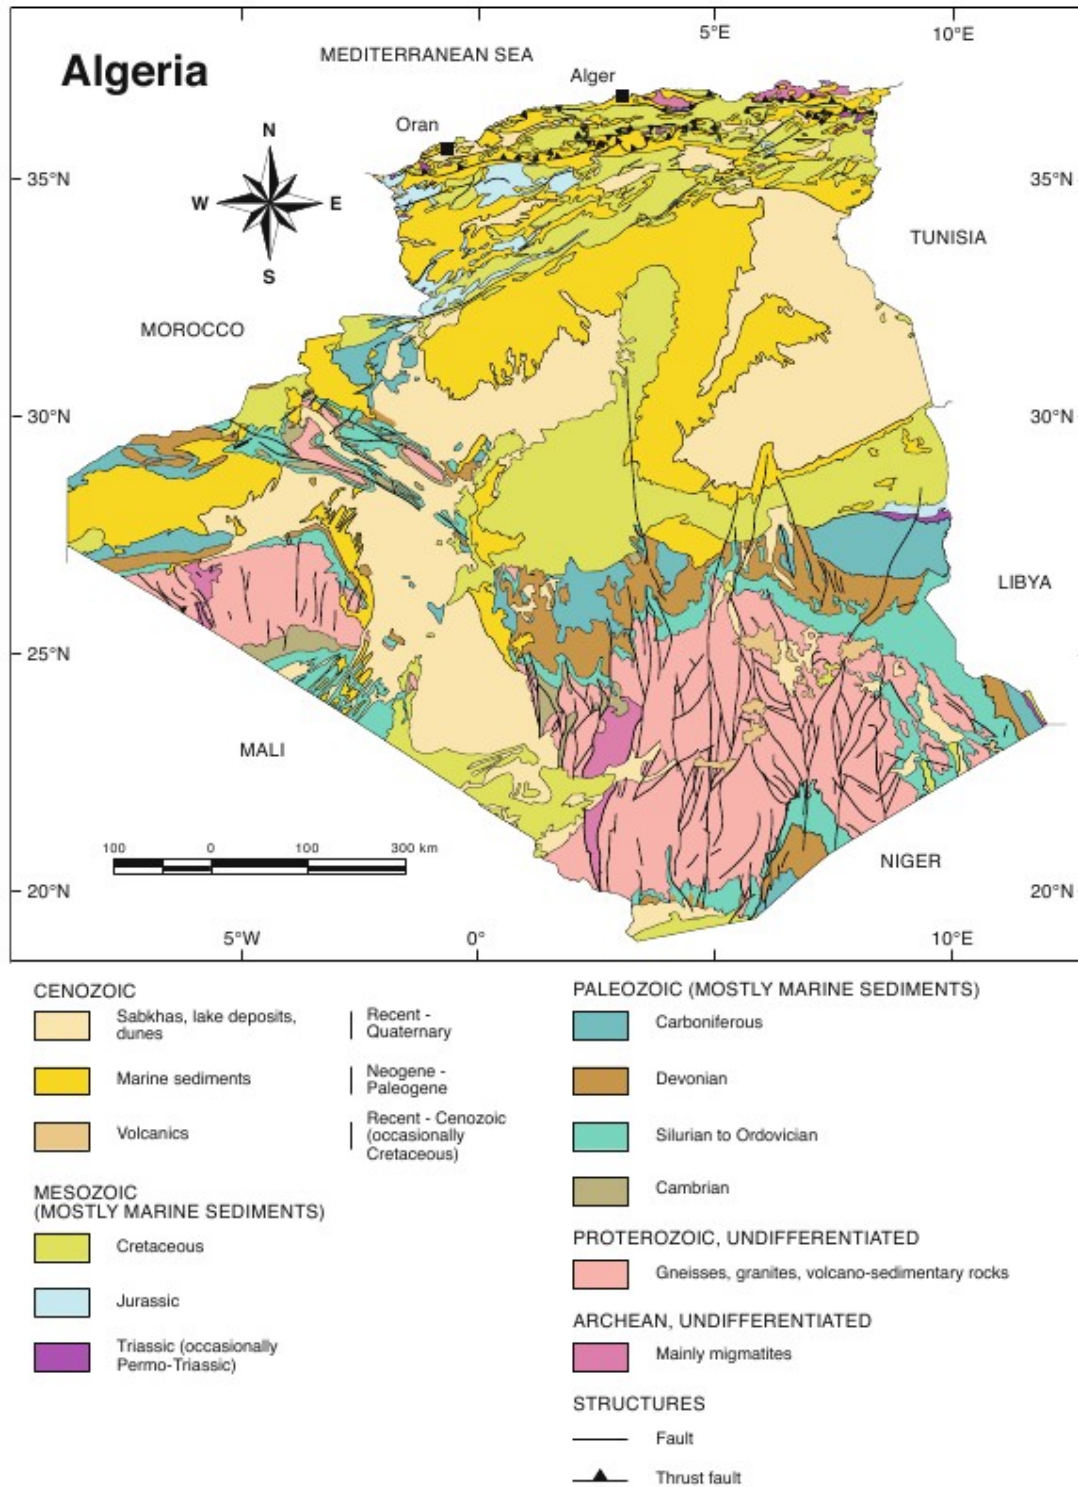 Algeria
MEDITERRANEAN SEA
5°E
10°E
Alger
Oran
N
W
E
S
35°N
35°N
TUNISIA
MOROCCO
30°N
30°N
LIBYA
25°N
MALI
100
0
100
300 km
NIGER
20°N
20°N
5°W
0°
10°E
CENOZOIC
Sabkhas, lake deposits,
dunes
Recent -
Quaternary
Marine sediments
Neogene -
Paleogene
Volcanics
Recent - Cenozoic
(occasionally
Cretaceous)
MESOZOIC
(MOSTLY MARINE SEDIMENTS)
Cretaceous
Jurassic
Triassic (occasionally
Permo-Triassic)
PALEOZOIC (MOSTLY MARINE SEDIMENTS)
Carboniferous
Devonian
Silurian to Ordovician
Cambrian
PROTEROZOIC, UNDIFFERENTIATED
Gneisses, granites, volcano-sedimentary rocks
ARCHEAN, UNDIFFERENTIATED
Mainly migmatites
STRUCTURES
Fault
Thrust fault